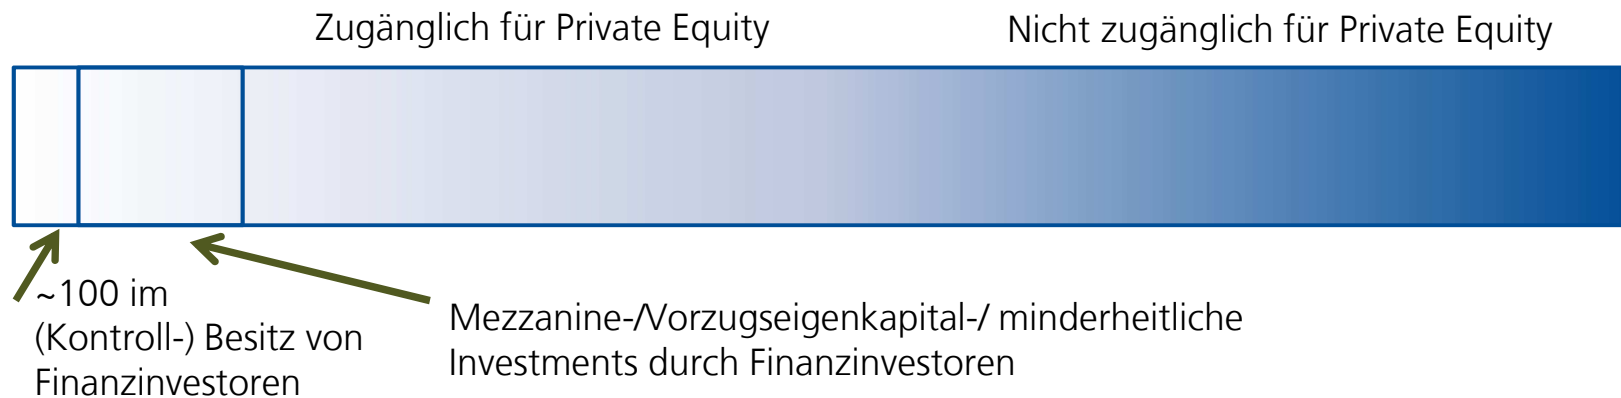 Zugänglich für Private Equity
Nicht zugänglich für Private Equity
~100 im
(Kontroll-) Besitz von
Finanzinvestoren
Mezzanine-/Vorzugseigenkapital-/ minderheitliche
Investments durch Finanzinvestoren